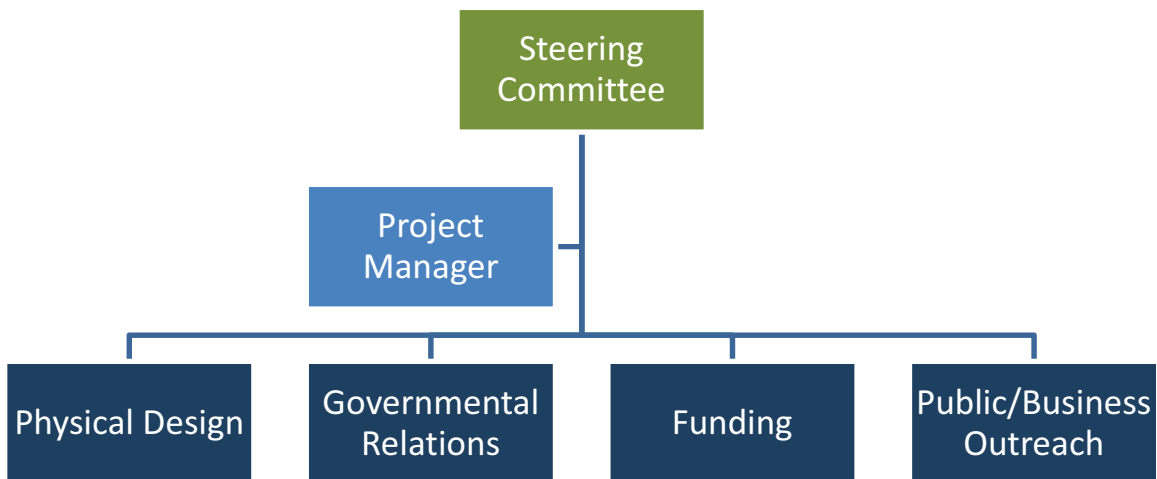 Steering
Committee
Project
Manager
Physical Design
Governmental
Relations
Funding
Public/Business
Outreach